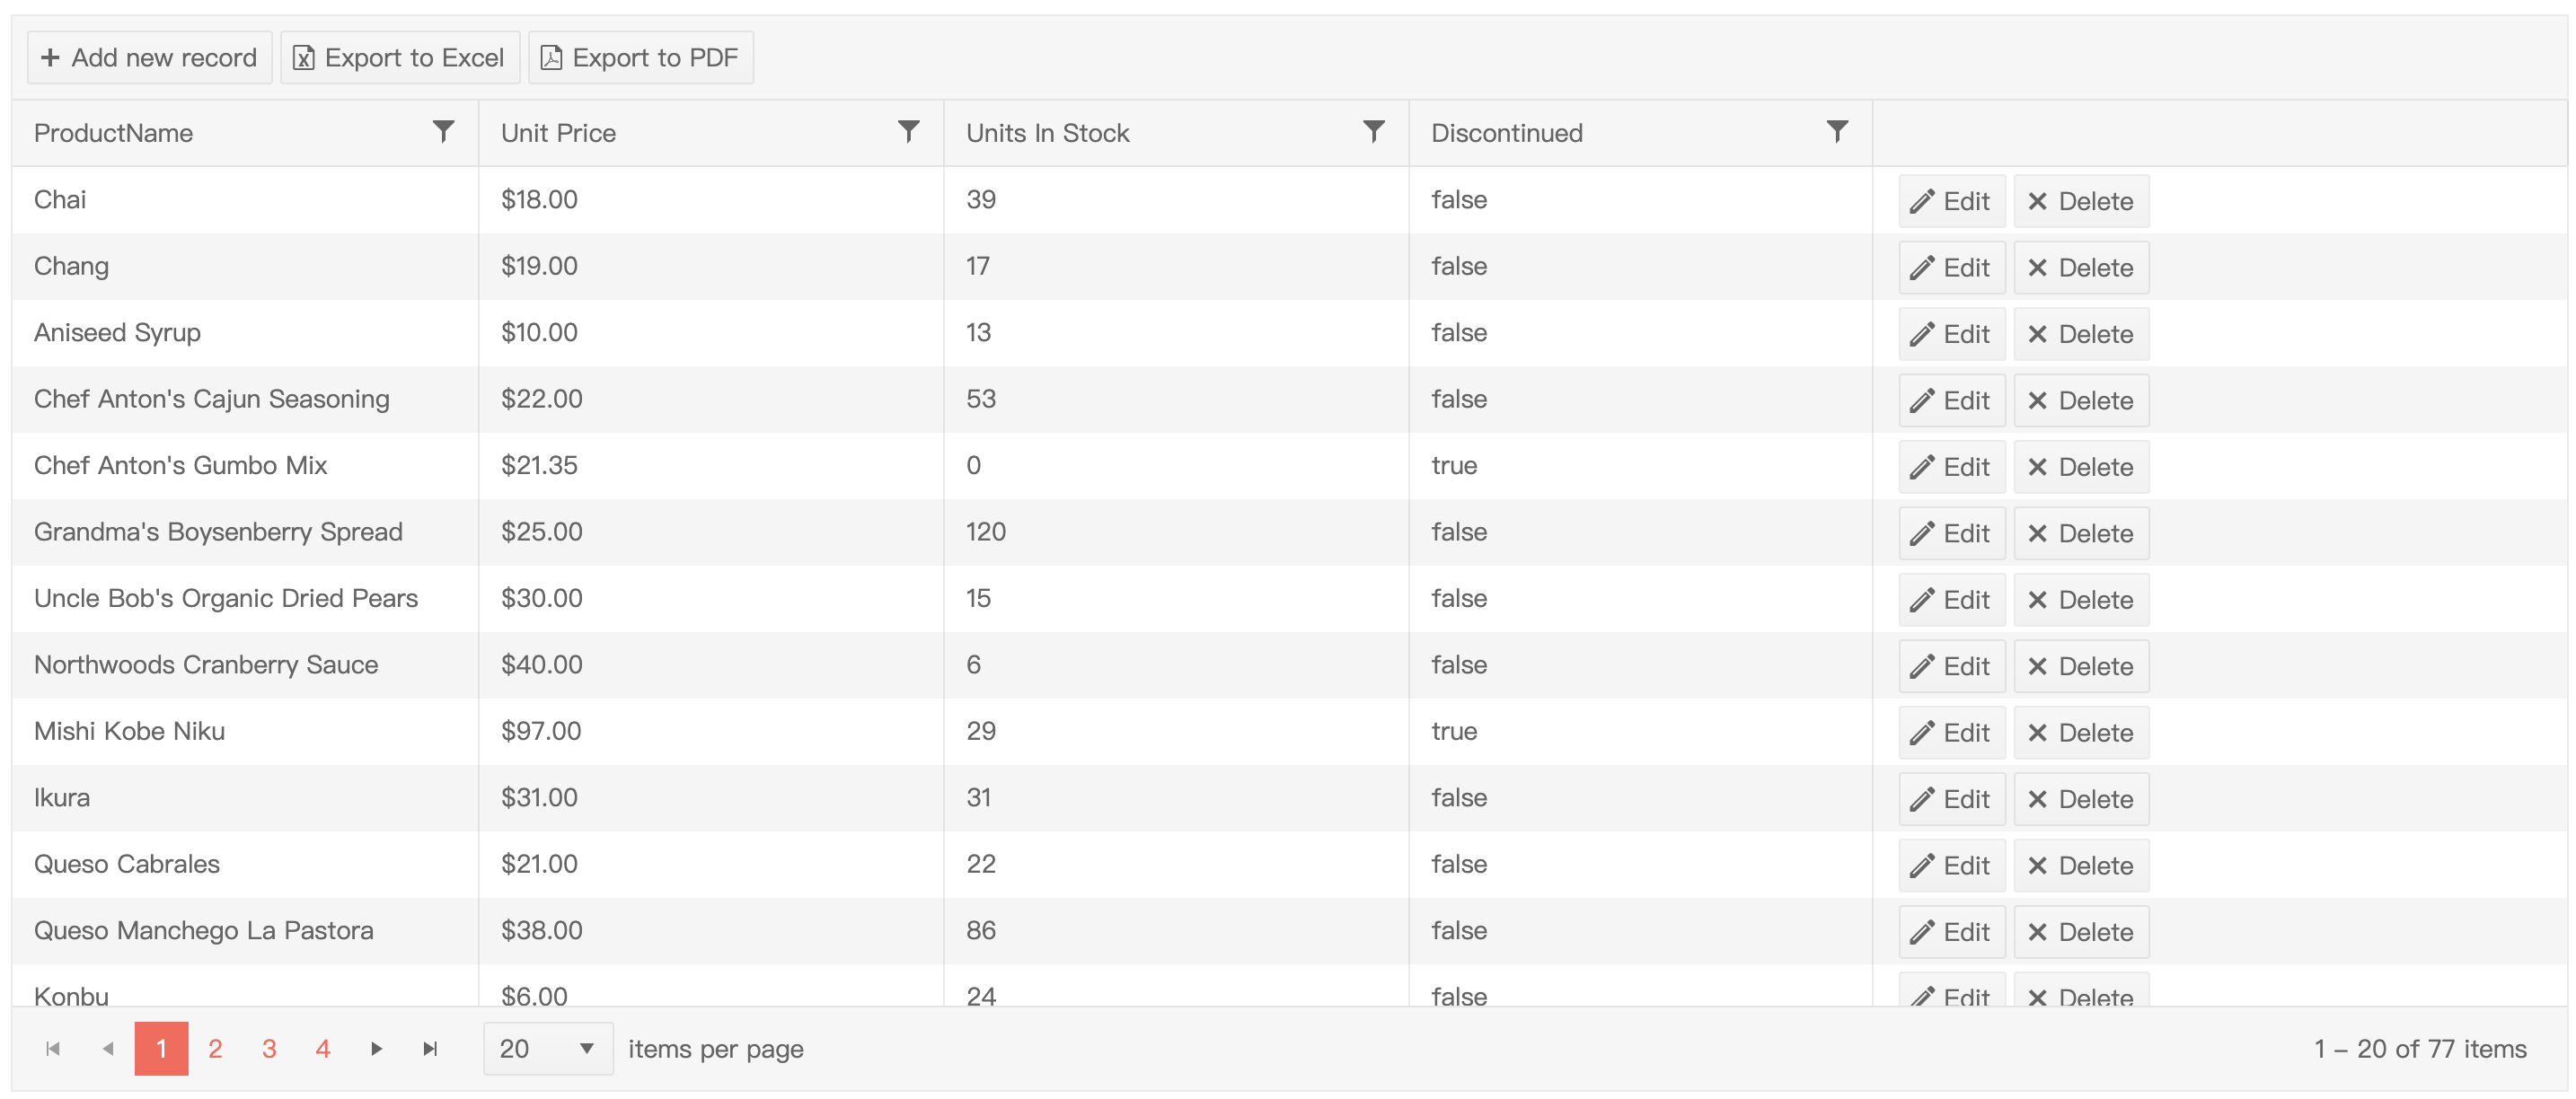 Add new record Export to Excel Export to PDF
ProductName Unit Price Units In Stock Discontinued
Chai $18.00 39 false Edit Delete
Chang $19.00 17 false Edit Delete
Aniseed Syrup $10.00 13 false Edit Delete
Chef Anton's Cajun Seasoning $22.00 53 false Edit Delete
Chef Anton's Gumbo Mix $21.35 0 true Edit Delete
Grandma's Boysenberry Spread $25.00 120 false Edit Delete
Uncle Bob's Organic Dried Pears $30.00 15 false Edit Delete
Northwoods Cranberry Sauce $40.00 6 false Edit Delete
Mishi Kobe Niku $97.00 29 true Edit Delete
Ikura $31.00 31 false Edit Delete
Queso Cabrales $21.00 22 false Edit Delete
Queso Manchego La Pastora $38.00 86 false Edit Delete
Konbu $6.00 24 false Edit Delete
1 2 3 4 20 items per page 1 – 20 of 77 items